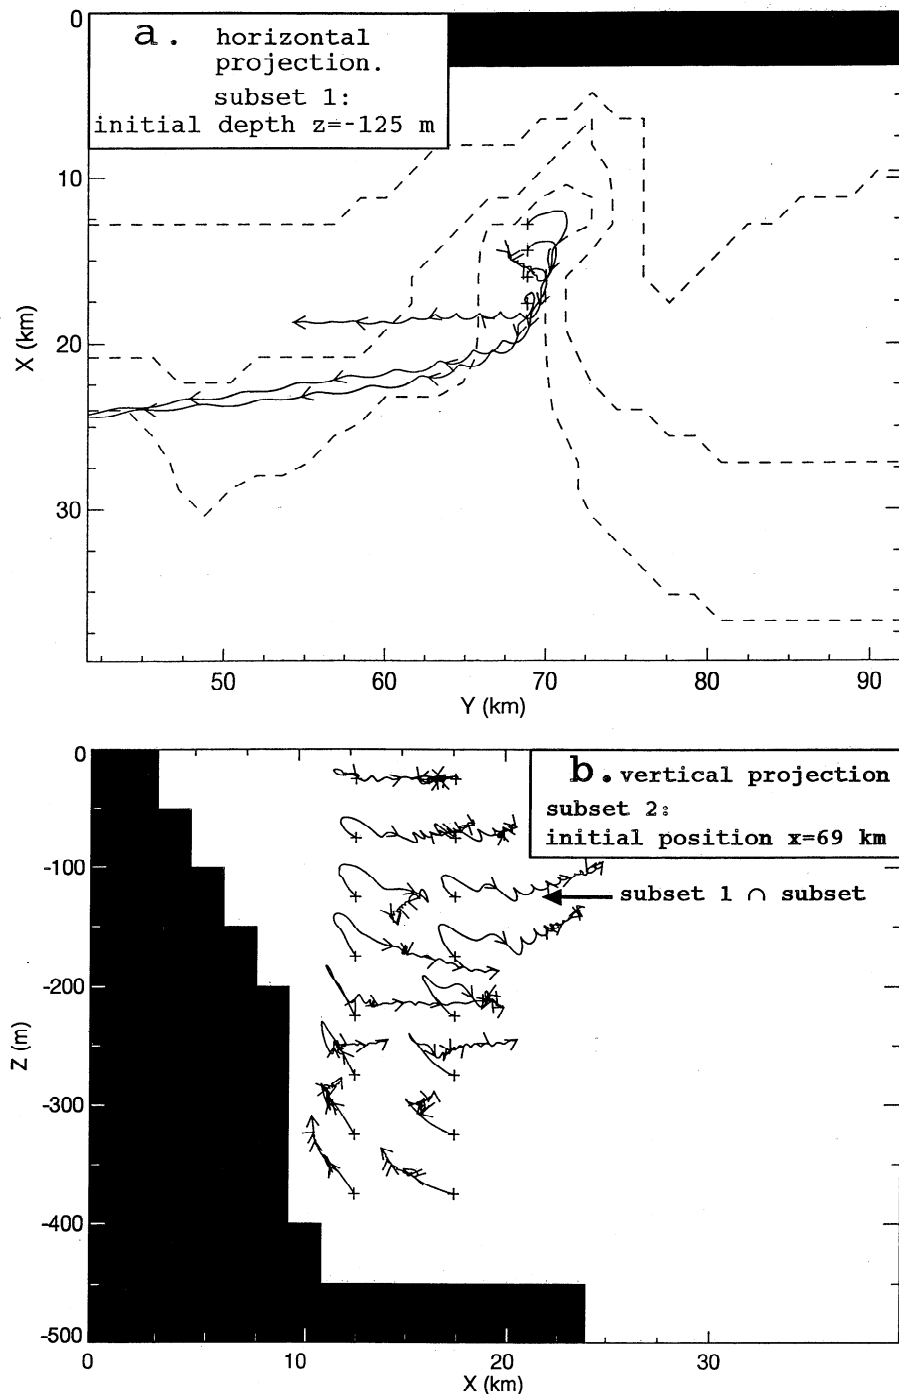 a. horizontal
projection.
subset 1:
initial depth z=-125 m
0
10
20
30
X (km)
50
60
70
80
90
Y (km)
b. vertical projection
subset 2:
initial position x=69 km
subset 1 ∩ subset
0
-100
-200
-300
-400
-500
Z (m)
0
10
20
30
X (km)